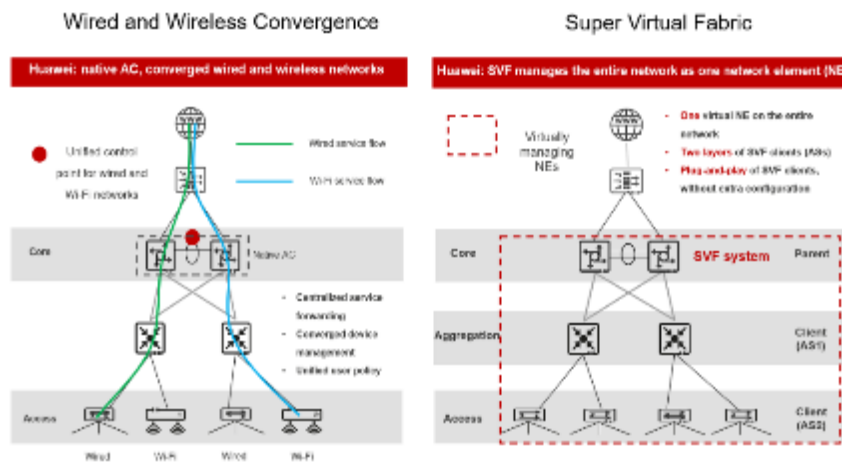 Wired and Wireless Convergence
Huawei: native AC, converged wired and wireless networks
WWW
Unified control
point for wired and
Wi-Fi networks
Wired service flow
Wi-Fi service flow
Core
Native AC
- Centralized service
forwarding
- Converged device
management
- Unified user policy
Access
Wired
Wi-Fi
Wired
Wi-Fi
Super Virtual Fabric
Huawei: SVF manages the entire network as one network element (NE
Virtually
managing
NEs
WWW
- One virtual NE on the entire
network
- Two layers of SVF clients (ASs)
- Plug-and-play of SVF clients,
without extra configuration
Core
SVF system
Parent
Aggregation
Client
(AS1)
Access
Client
(AS2)